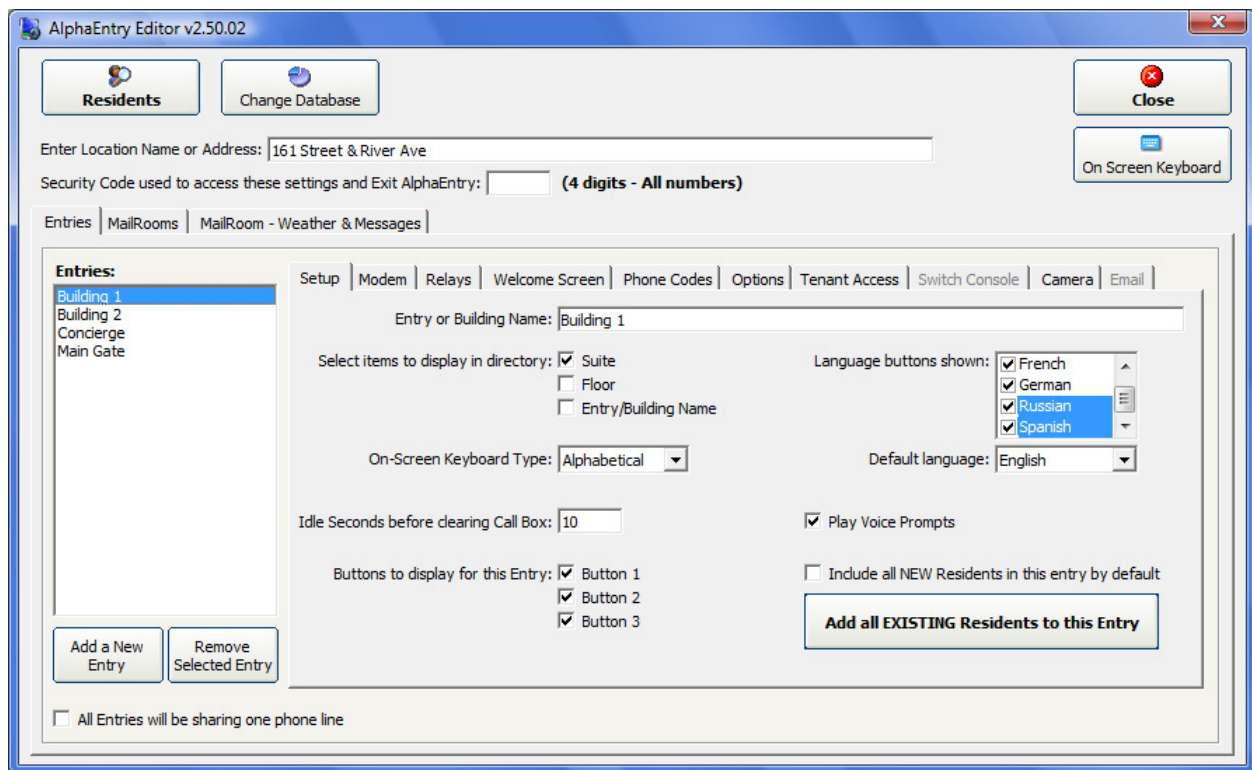 AlphaEntry Editor v2.50.02
Residents
Change Database
Close
Enter Location Name or Address: 161 Street & River Ave
On Screen Keyboard
Security Code used to access these settings and Exit AlphaEntry: (4 digits - All numbers)
Entries MailRooms MailRoom - Weather & Messages
Entries:
Building 1
Building 2
Concierge
Main Gate
Setup Modem Relays Welcome Screen Phone Codes Options Tenant Access Switch Console Camera Email
Entry or Building Name: Building 1
Select items to display in directory: Suite
Floor
Entry/Building Name
Language buttons shown: French
German
Russian
Spanish
On-Screen Keyboard Type: Alphabetical
Default language: English
Idle Seconds before clearing Call Box: 10
Play Voice Prompts
Buttons to display for this Entry: Button 1
Button 2
Button 3
Include all NEW Residents in this entry by default
Add all EXISTING Residents to this Entry
Add a New
Entry
Remove
Selected Entry
All Entries will be sharing one phone line